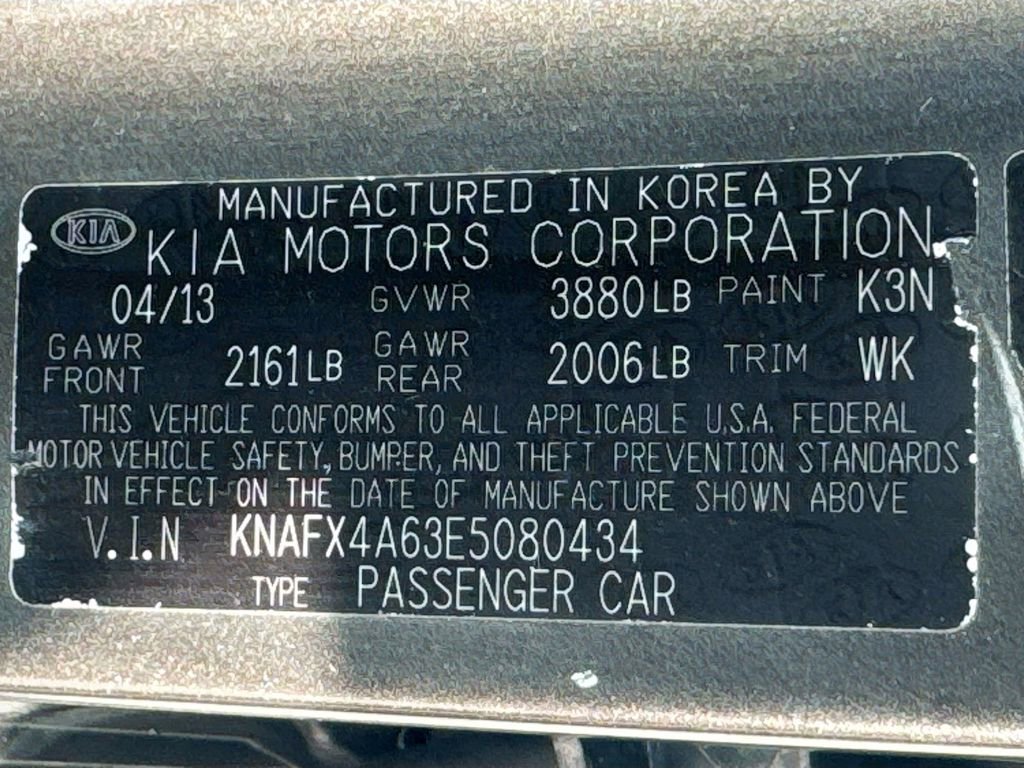 MANUFACTURED IN KOREA BY
KIA KIA MOTORS CORPORATION
04/13 GVWR 3880LB PAINT K3N
GAWR FRONT 2161LB GAWR REAR 2006LB TRIM WK
THIS VEHICLE CONFORMS TO ALL APPLICABLE U.S.A. FEDERAL
MOTOR VEHICLE SAFETY, BUMPER, AND THEFT PREVENTION STANDARDS
IN EFFECT ON THE DATE OF MANUFACTURE SHOWN ABOVE
V.I.N KNAFX4A63E5080434
TYPE PASSENGER CAR